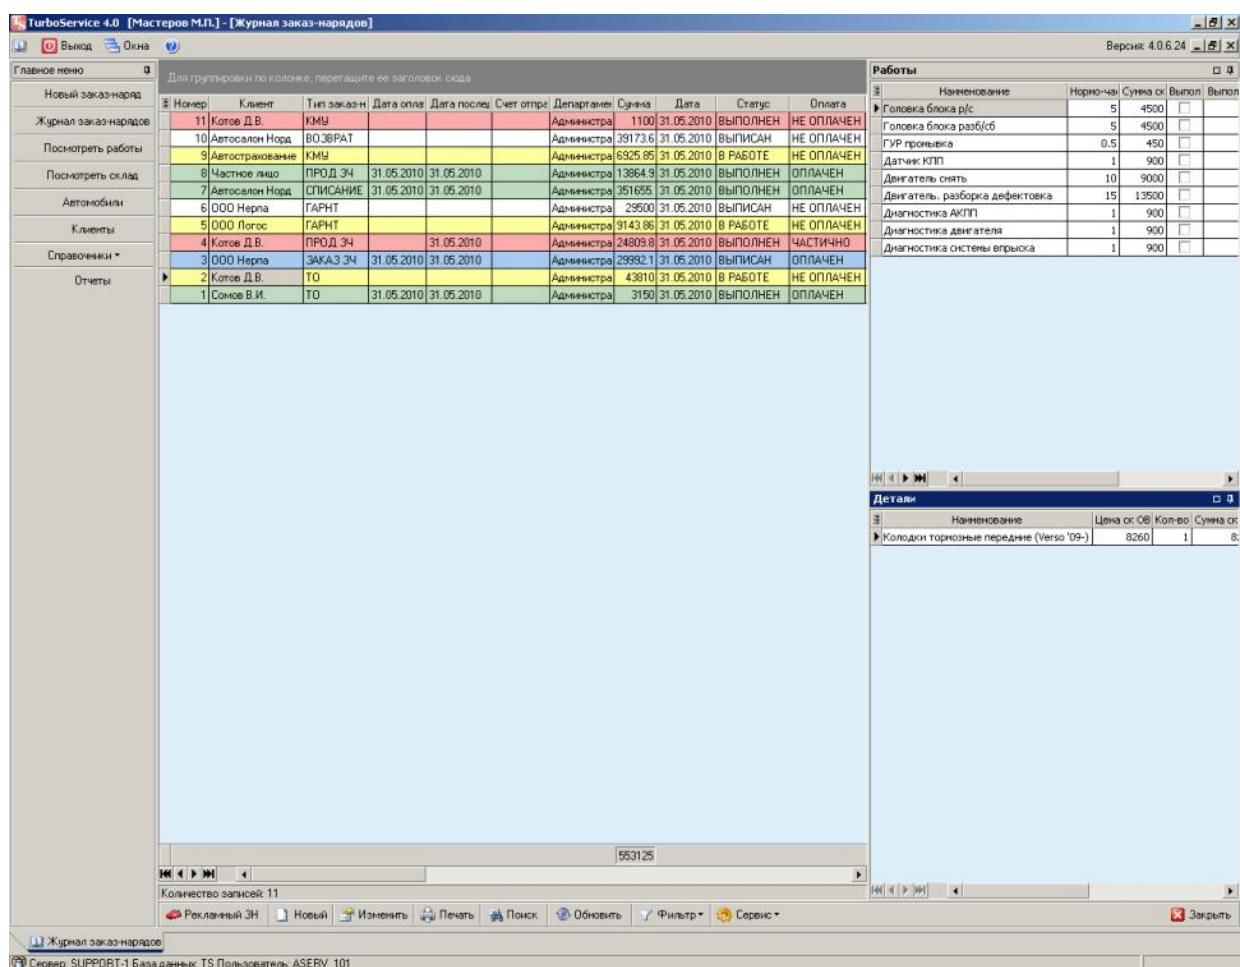 TurboService 4.0 [Мастеров М.П.] - [Журнал заказ-нарядов]
Выход Окна Версия: 4.0.6.24
Главное меню
Новый заказ-наряд
Журнал заказ-нарядов
Посмотреть работы
Посмотреть склад
Автомобили
Клиенты
Справочники
Отчеты
Для группировки по колонке, перетащите ее заголовок сюда
Номер Клиент Тип заказ-н Дата опла Дата послед Счет отпра Департамен Сумма Дата Статус Оплата
11 Котов Д.В. КМУ Администра 1100 31.05.2010 ВЫПОЛНЕН НЕ ОПЛАЧЕН
10 Автосалон Норд ВОЗВРАТ Администра 39173.6 31.05.2010 ВЫПИСАН НЕ ОПЛАЧЕН
9 Автострахование КМУ Администра 6925.85 31.05.2010 В РАБОТЕ НЕ ОПЛАЧЕН
8 Частное лицо ПРОД ЗЧ 31.05.2010 31.05.2010 Администра 13864.9 31.05.2010 ВЫПОЛНЕН ОПЛАЧЕН
7 Автосалон Норд СПИСАНИЕ 31.05.2010 31.05.2010 Администра 351655. 31.05.2010 ВЫПОЛНЕН ОПЛАЧЕН
6 ООО Нерпа ГАРНТ Администра 29500 31.05.2010 ВЫПИСАН НЕ ОПЛАЧЕН
5 ООО Логос ГАРНТ Администра 9143.86 31.05.2010 В РАБОТЕ НЕ ОПЛАЧЕН
4 Котов Д.В. ПРОД ЗЧ 31.05.2010 Администра 24809.8 31.05.2010 ВЫПОЛНЕН ЧАСТИЧНО
3 ООО Нерпа ЗАКАЗ ЗЧ 31.05.2010 31.05.2010 Администра 29992.1 31.05.2010 ВЫПИСАН ОПЛАЧЕН
2 Котов Д.В. ТО Администра 43810 31.05.2010 В РАБОТЕ НЕ ОПЛАЧЕН
1 Сомов В.И. ТО 31.05.2010 31.05.2010 Администра 3150 31.05.2010 ВЫПОЛНЕН ОПЛАЧЕН
553125
Количество записей: 11
Рекламный ЗН Новый Изменить Печать Поиск Обновить Фильтр Сервис Закрыть
Работы
Наименование Нормо-час Сумма ск Выпол Выпол
Головка блока р/с 5 4500
Головка блока разб/сб 5 4500
ГУР промывка 0.5 450
Датчик КПП 1 900
Двигатель снять 10 9000
Двигатель. разборка дефектовка 15 13500
Диагностика АКПП 1 900
Диагностика двигателя 1 900
Диагностика системы впрыска 1 900
Детали
Наименование Цена ск ОВ Кол-во Сумма ск
Колодки тормозные передние (Verso '09-) 8260 1
Журнал заказ-нарядов
Сервер: SUPPORT-1 База данных: TS Пользователь: ASERV_101